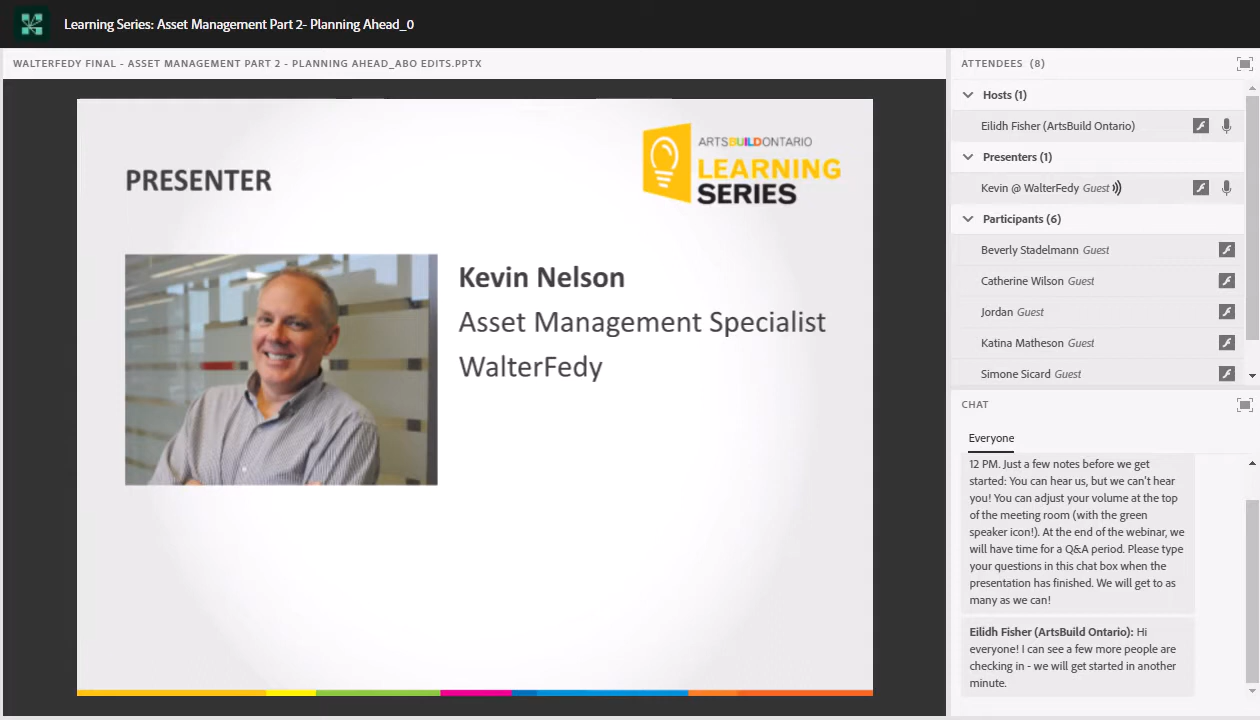 Learning Series: Asset Management Part 2- Planning Ahead_0
WALTERFEDY FINAL - ASSET MANAGEMENT PART 2 - PLANNING AHEAD_ABO EDITS.PPTX
PRESENTER
ARTSBUILDONTARIO
LEARNING
SERIES
Kevin Nelson
Asset Management Specialist
WalterFedy
ATTENDEES (8)
Hosts (1)
Eilidh Fisher (ArtsBuild Ontario)
Presenters (1)
Kevin @ WalterFedy Guest
Participants (6)
Beverly Stadelmann Guest
Catherine Wilson Guest
Jordan Guest
Katina Matheson Guest
Simone Sicard Guest
CHAT
Everyone
12 PM. Just a few notes before we get
started: You can hear us, but we can't hear
you! You can adjust your volume at the top
of the meeting room (with the green
speaker icon!). At the end of the webinar, we
will have time for a Q&A period. Please type
your questions in this chat box when the
presentation has finished. We will get to as
many as we can!
Eilidh Fisher (ArtsBuild Ontario): Hi
everyone! I can see a few more people are
checking in - we will get started in another
minute.